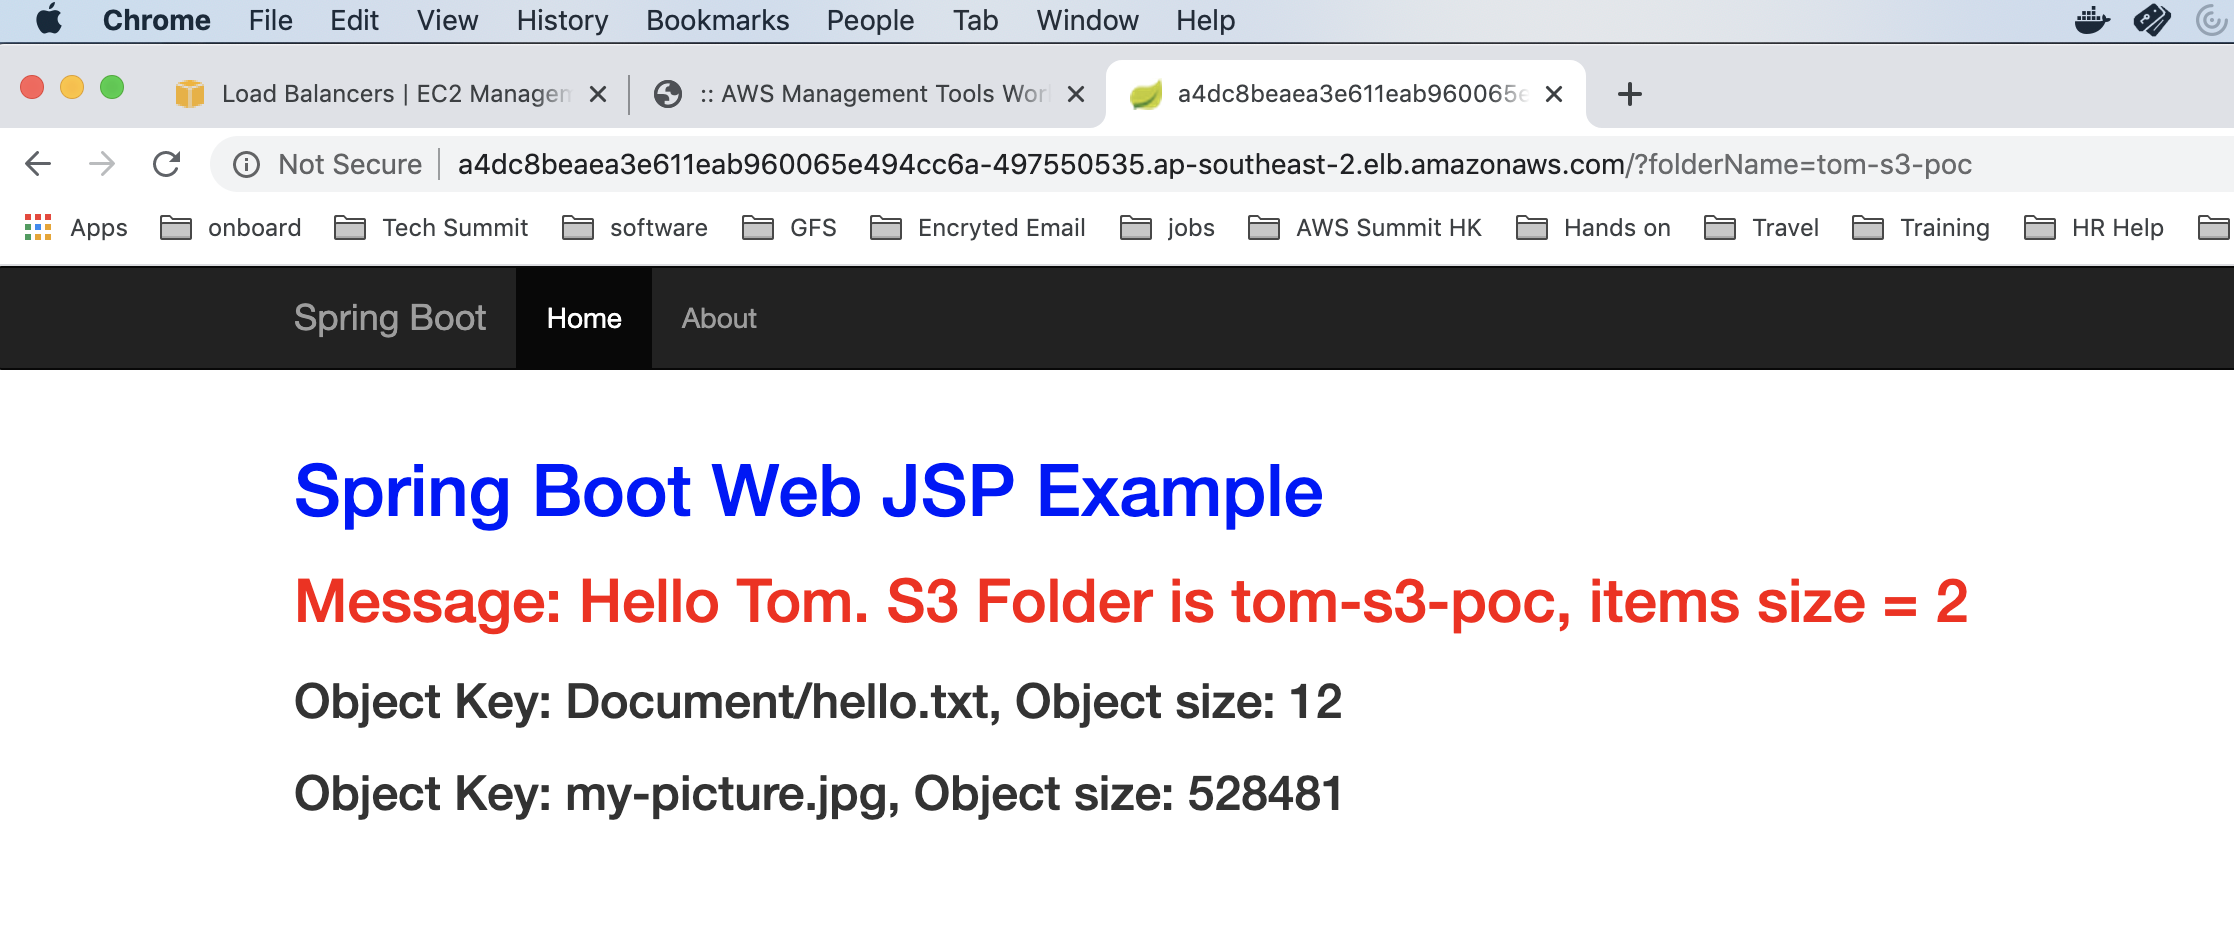 Chrome File Edit View History Bookmarks People Tab Window Help
Load Balancers | EC2 Managem :: AWS Management Tools Wor a4dc8beaea3e611eab960065e
Not Secure a4dc8beaea3e611eab960065e494cc6a-497550535.ap-southeast-2.elb.amazonaws.com/?folderName=tom-s3-poc
Apps onboard Tech Summit software GFS Encryted Email jobs AWS Summit HK Hands on Travel Training HR Help
Spring Boot Home About
Spring Boot Web JSP Example
Message: Hello Tom. S3 Folder is tom-s3-poc, items size = 2
Object Key: Document/hello.txt, Object size: 12
Object Key: my-picture.jpg, Object size: 528481